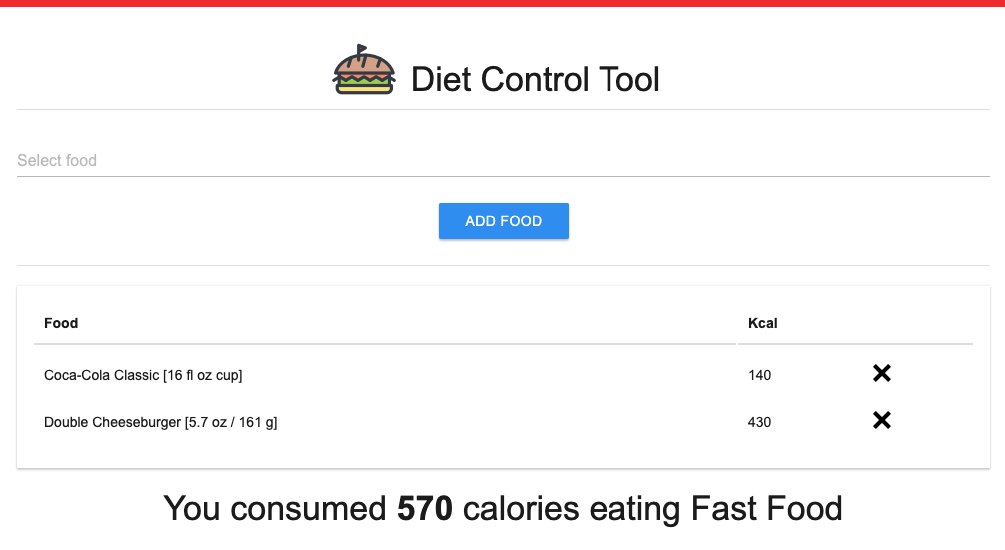 Diet Control Tool
Select food
ADD FOOD
Food Kcal
Coca-Cola Classic [16 fl oz cup] 140
Double Cheeseburger [5.7 oz / 161 g] 430
You consumed 570 calories eating Fast Food